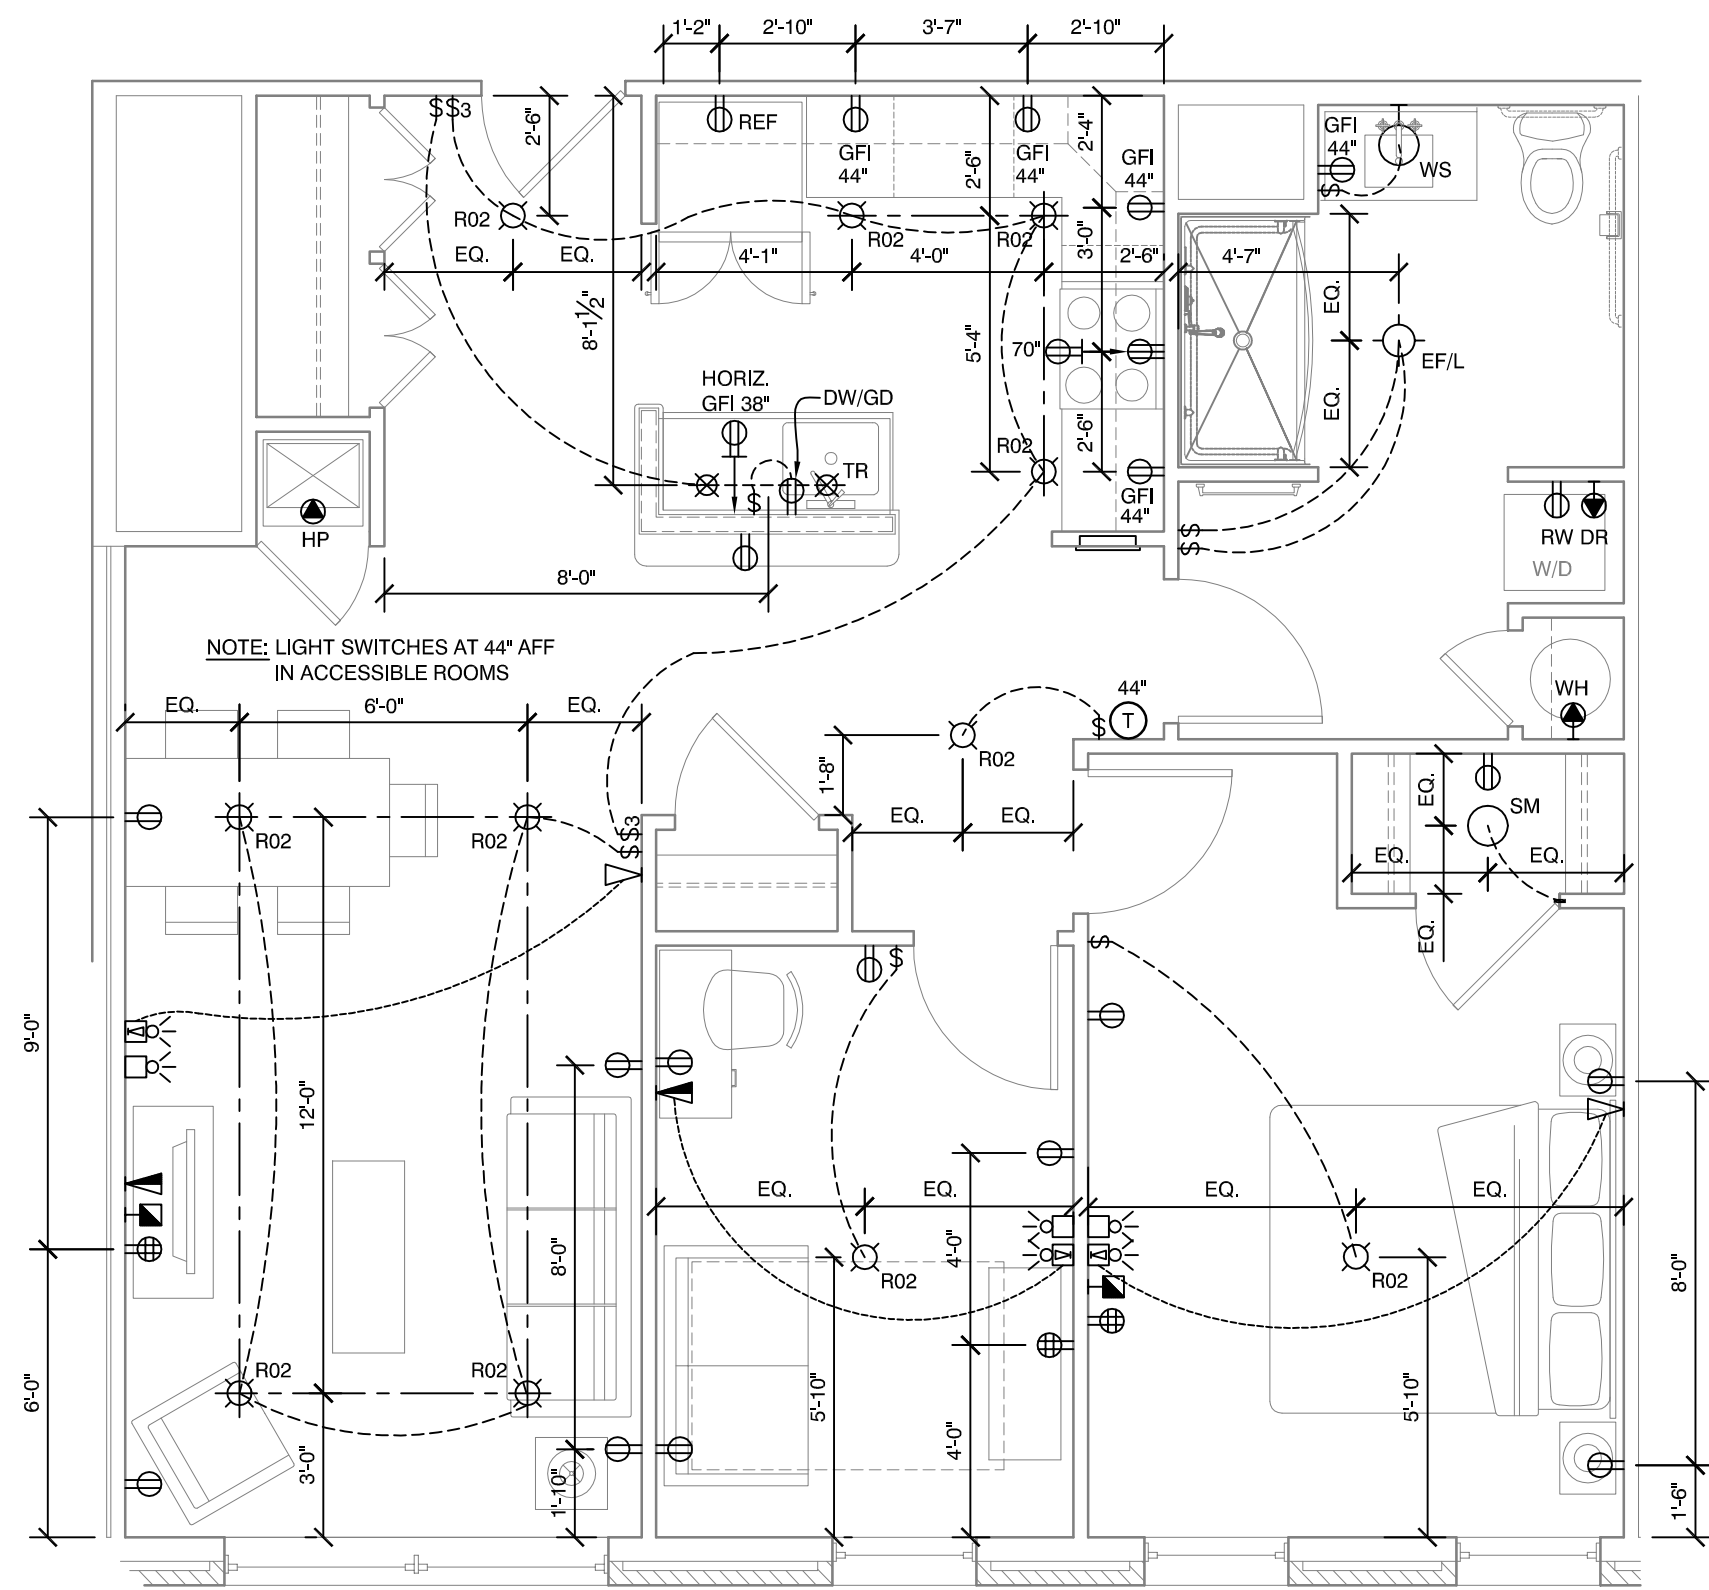 1'-2" 2'-10" 3'-7" 2'-10"
$$3
2'-6"
REF
GFI
44"
GFI
44"
2'-6"
2'-4"
GFI
44"
GFI
44"
WS
$
R02
R02
R02
EQ. EQ.
4'-1" 4'-0" 2'-6" 4'-7"
3'-0"
8'-1½"
5'-4"
70"
EQ.
EQ.
EF/L
HORIZ.
GFI 38"
DW/GD
TR
$
R02
2'-6"
GFI
44"
HP
$
$
RW DR
W/D
8'-0"
NOTE: LIGHT SWITCHES AT 44" AFF
IN ACCESSIBLE ROOMS
EQ. 6'-0" EQ.
44"
$ T
WH
R02
1'-8"
EQ. EQ.
EQ.
SM
EQ. EQ.
EQ.
R02 R02
$3
$
$
$
9'-0"
12'-0"
EQ. EQ.
EQ. EQ.
8'-0"
4'-0"
R02
R02
8'-0"
R02 R02
6'-0"
3'-0"
1'-10"
5'-10"
4'-0"
5'-10"
1'-6"